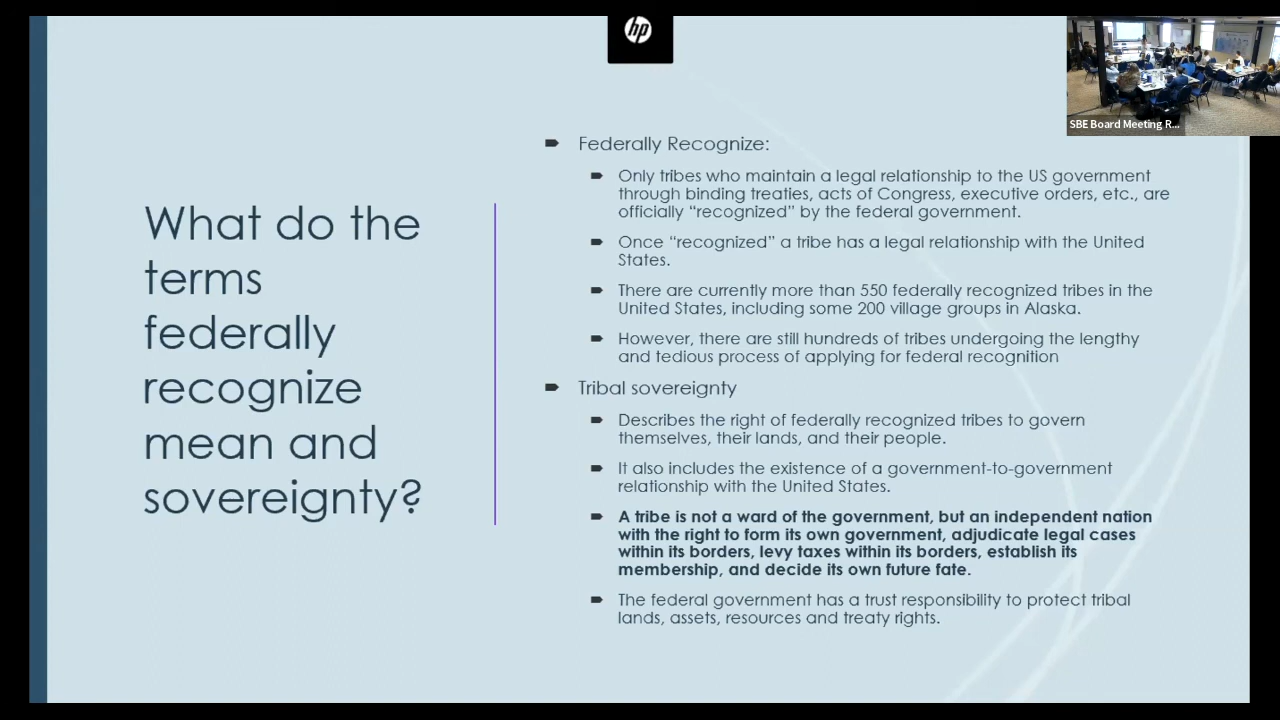 hp
SBE Board Meeting R...
What do the
terms
federally
recognize
mean and
sovereignty?
Federally Recognize:
Only tribes who maintain a legal relationship to the US government
through binding treaties, acts of Congress, executive orders, etc., are
officially “recognized” by the federal government.
Once “recognized” a tribe has a legal relationship with the United
States.
There are currently more than 550 federally recognized tribes in the
United States, including some 200 village groups in Alaska.
However, there are still hundreds of tribes undergoing the lengthy
and tedious process of applying for federal recognition
Tribal sovereignty
Describes the right of federally recognized tribes to govern
themselves, their lands, and their people.
It also includes the existence of a government-to-government
relationship with the United States.
A tribe is not a ward of the government, but an independent nation
with the right to form its own government, adjudicate legal cases
within its borders, levy taxes within its borders, establish its
membership, and decide its own future fate.
The federal government has a trust responsibility to protect tribal
lands, assets, resources and treaty rights.